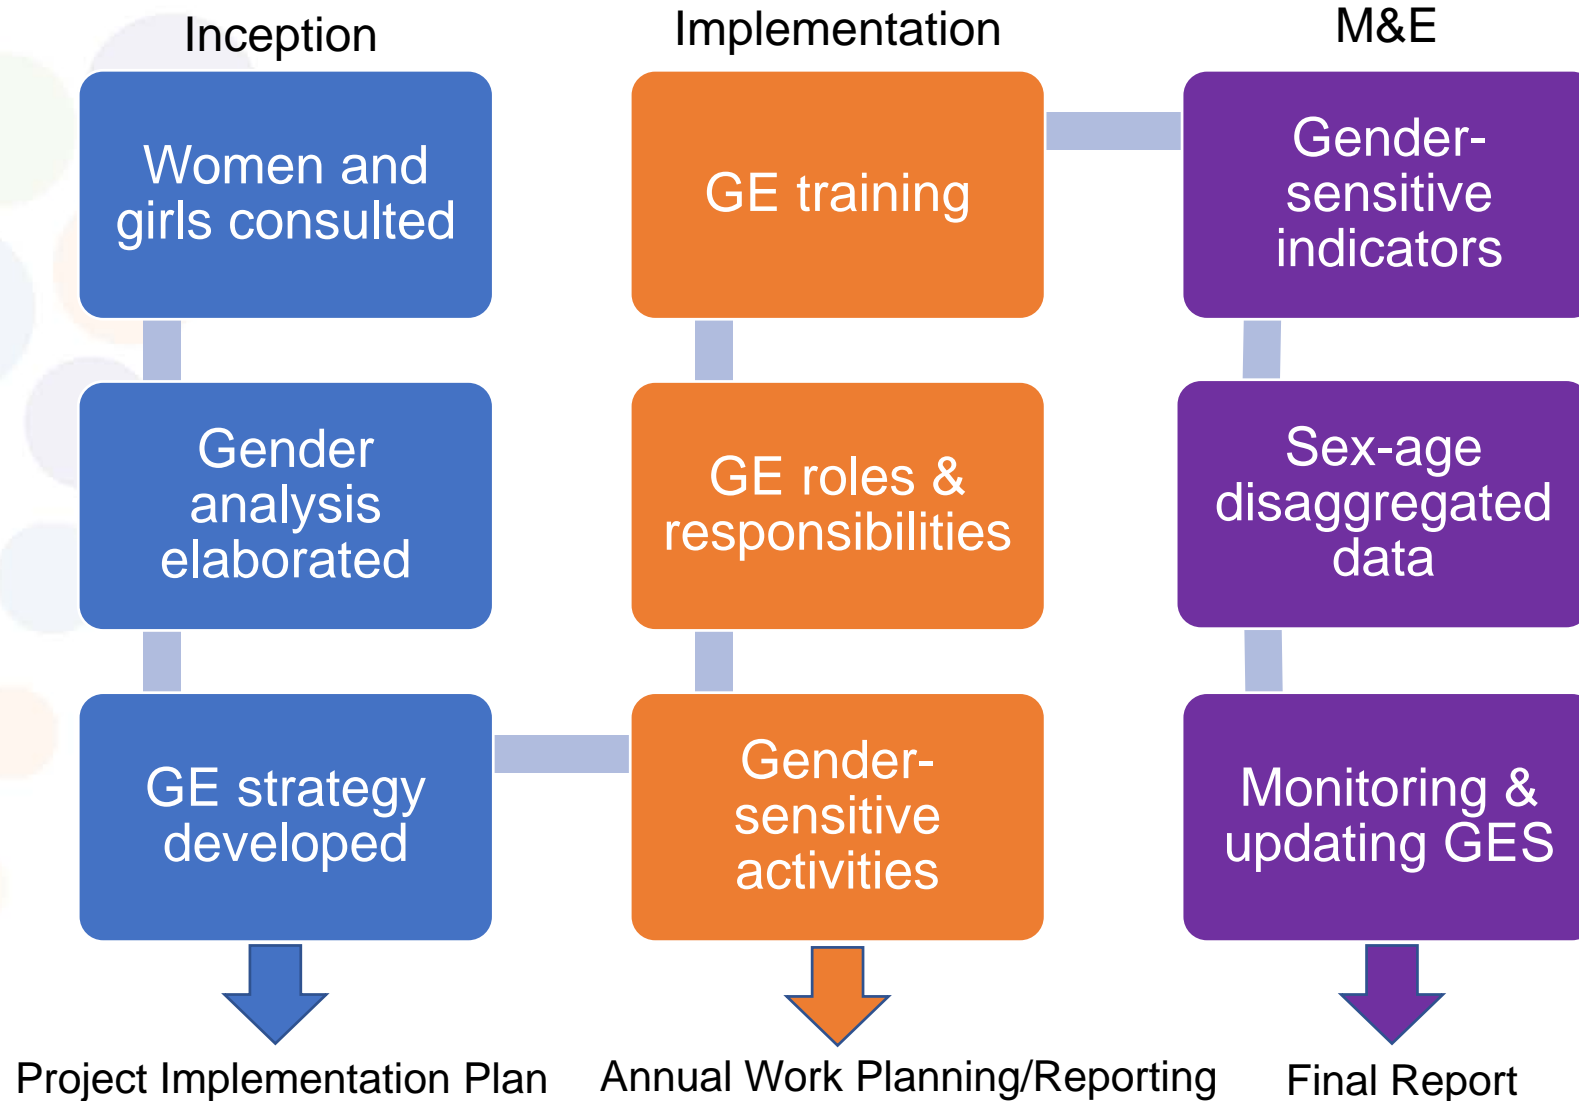 Inception
Women and
girls consulted
Gender
analysis
elaborated
GE strategy
developed
Project Implementation Plan
Implementation
GE training
GE roles &
responsibilities
Gender-
sensitive
activities
Annual Work Planning/Reporting
M&E
Gender-
sensitive
indicators
Sex-age
disaggregated
data
Monitoring &
updating GES
Final Report